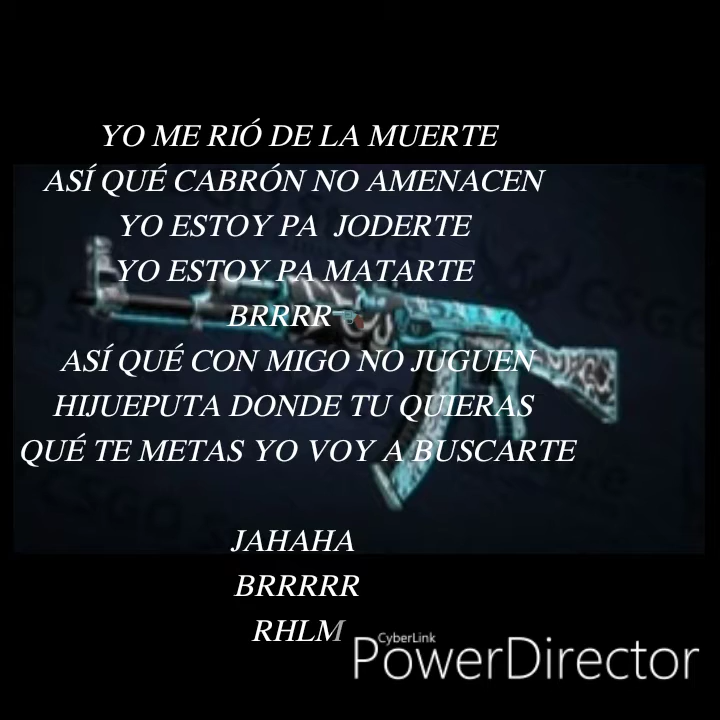 YO ME RIÓ DE LA MUERTE
ASÍ QUÉ CABRÓN NO AMENACEN
YO ESTOY PA JODERTE
YO ESTOY PA MATARTE
BRRRR🔫
ASÍ QUÉ CON MIGO NO JUGUEN
HIJUEPUTA DONDE TU QUIERAS
QUÉ TE METAS YO VOY A BUSCARTE
JAHAHA
BRRRRR
RHLM
CyberLink
PowerDirector